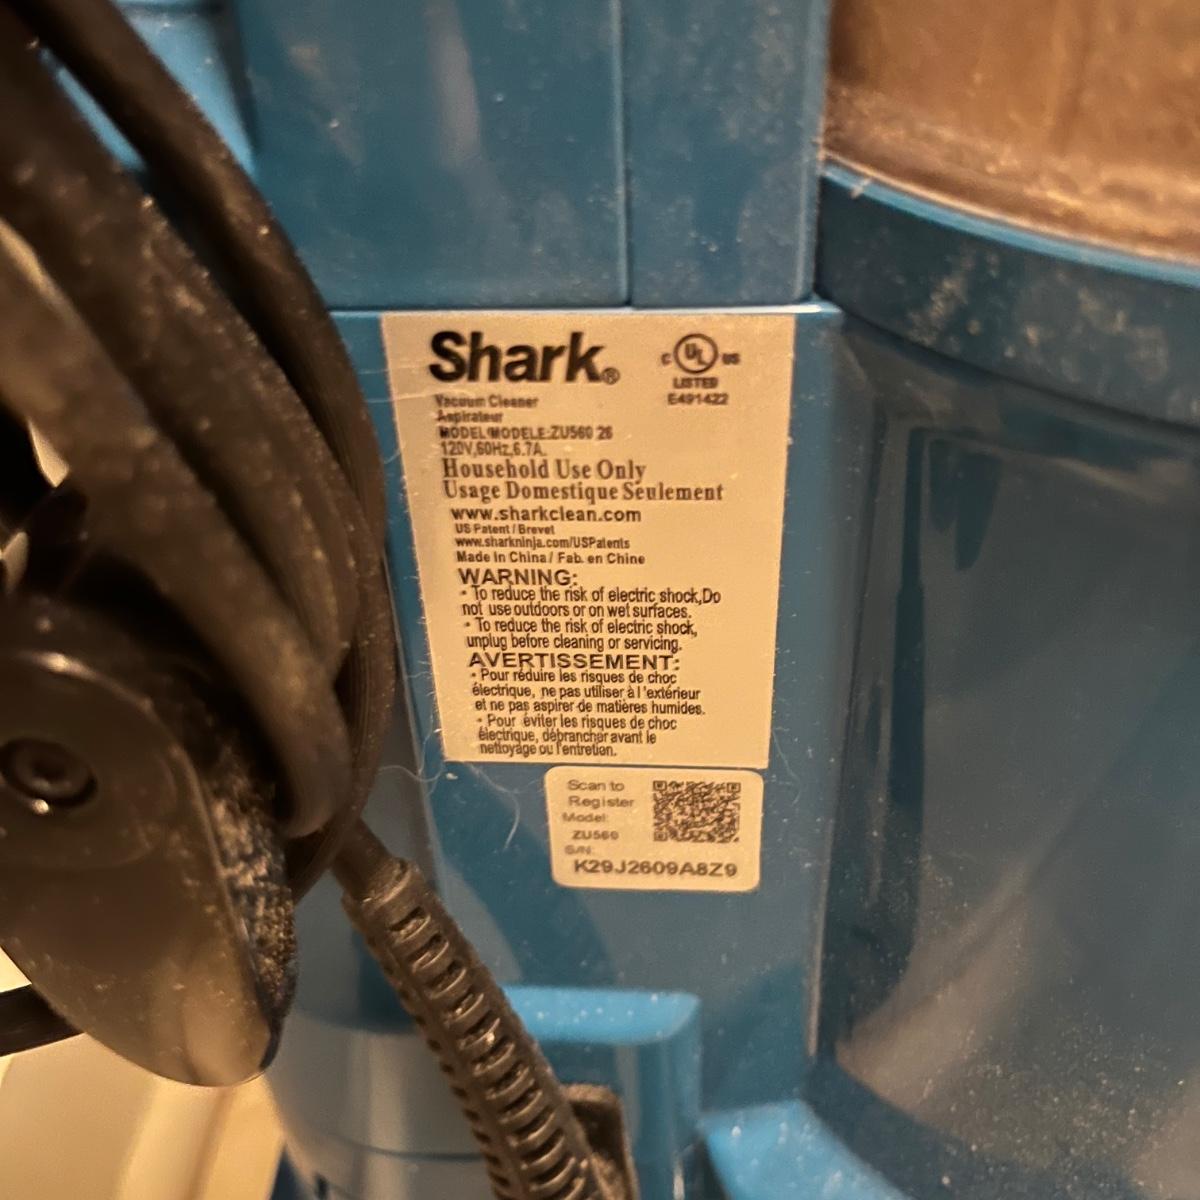 Shark®
C UL US
LISTED
E491422
Vacuum Cleaner
Aspirateur
MODEL/MODELE:ZU560 26
120V,60Hz,6.7A.
Household Use Only
Usage Domestique Seulement
www.sharkclean.com
US Patent / Brevet
www.sharkninja.com/USPatents
Made in China / Fab. en Chine
WARNING:
• To reduce the risk of electric shock,Do
not use outdoors or on wet surfaces.
• To reduce the risk of electric shock,
unplug before cleaning or servicing.
AVERTISSEMENT:
• Pour réduire les risques de choc
électrique, ne pas utiliser à l'extérieur
et ne pas aspirer de matières humides.
• Pour éviter les risques de choc
électrique, débrancher avant le
nettoyage ou l'entretien.
Scan to
Register
Model:
ZU560
S/N:
K29J2609A8Z9